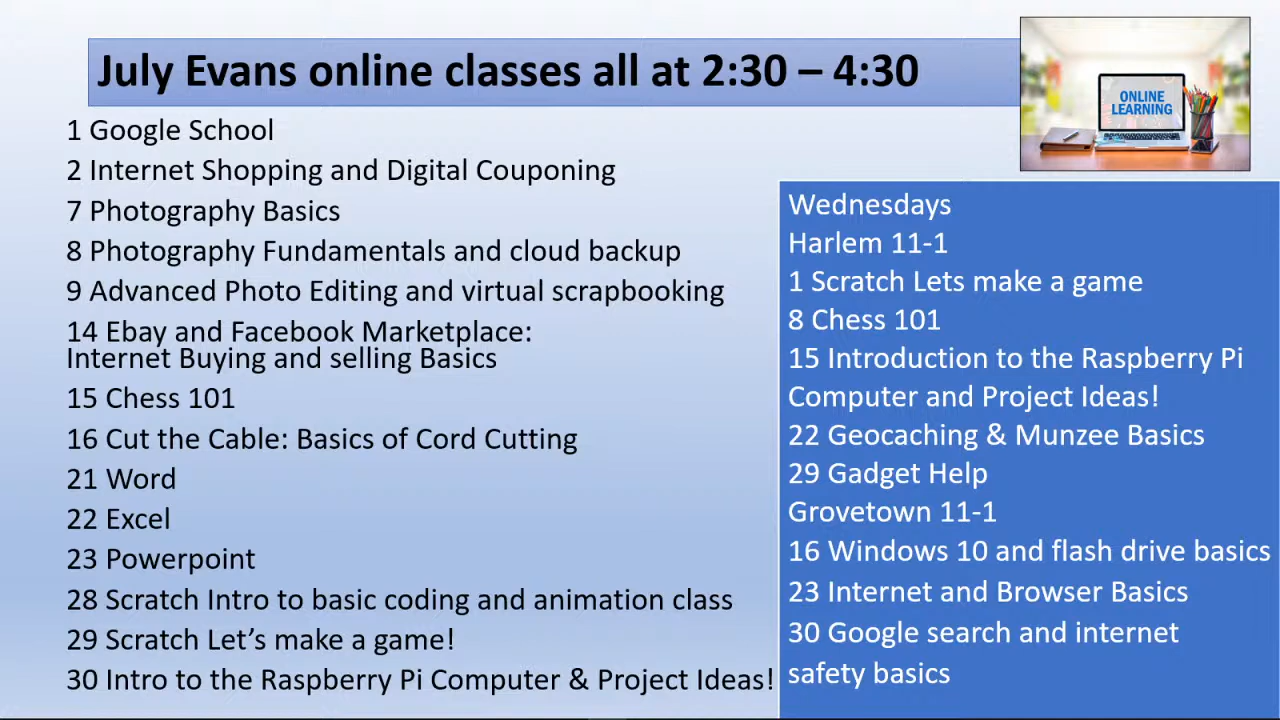 July Evans online classes all at 2:30 – 4:30
ONLINE
LEARNING
1 Google School
2 Internet Shopping and Digital Couponing
7 Photography Basics
8 Photography Fundamentals and cloud backup
9 Advanced Photo Editing and virtual scrapbooking
14 Ebay and Facebook Marketplace:
Internet Buying and selling Basics
15 Chess 101
16 Cut the Cable: Basics of Cord Cutting
21 Word
22 Excel
23 Powerpoint
28 Scratch Intro to basic coding and animation class
29 Scratch Let’s make a game!
30 Intro to the Raspberry Pi Computer & Project Ideas!
Wednesdays
Harlem 11-1
1 Scratch Lets make a game
8 Chess 101
15 Introduction to the Raspberry Pi
Computer and Project Ideas!
22 Geocaching & Munzee Basics
29 Gadget Help
Grovetown 11-1
16 Windows 10 and flash drive basics
23 Internet and Browser Basics
30 Google search and internet
safety basics